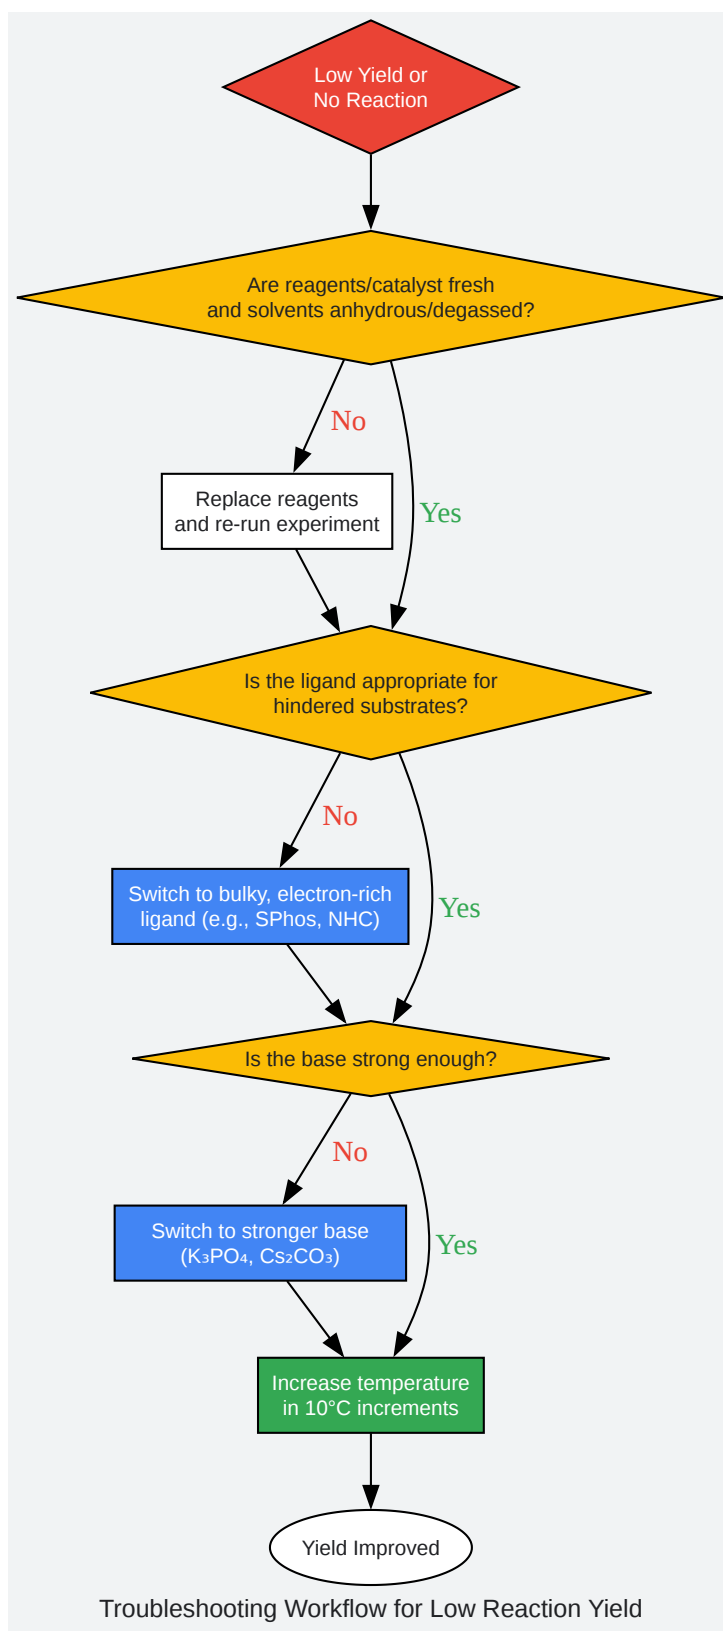 Low Yield or
No Reaction
Are reagents/catalyst fresh
and solvents anhydrous/degassed?
No
Replace reagents
and re-run experiment
Yes
Is the ligand appropriate for
hindered substrates?
No
Switch to bulky, electron-rich
ligand (e.g., SPhos, NHC)
Yes
Is the base strong enough?
No
Switch to stronger base
(K₃PO₄, Cs₂CO₃)
Yes
Increase temperature
in 10°C increments
Yield Improved
Troubleshooting Workflow for Low Reaction Yield